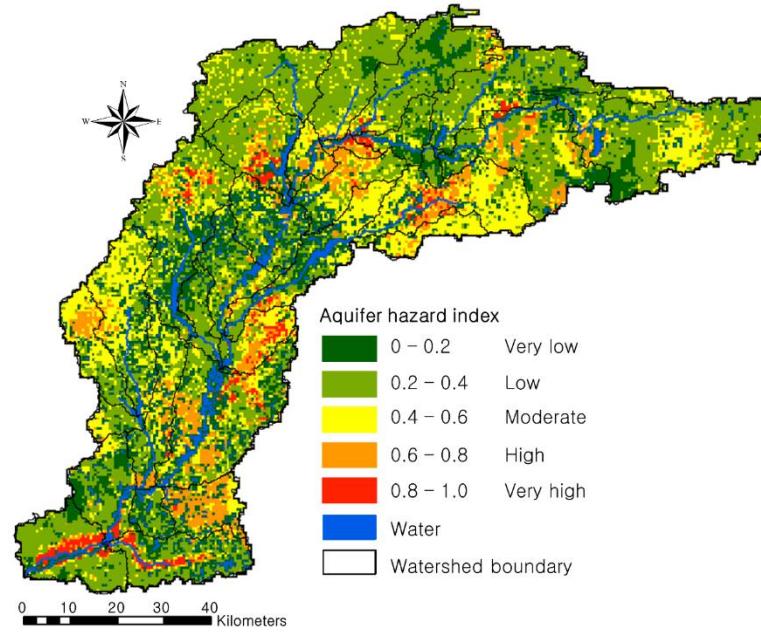 N
W E
S
Aquifer hazard index
0 – 0.2 Very low
0.2 – 0.4 Low
0.4 – 0.6 Moderate
0.6 – 0.8 High
0.8 – 1.0 Very high
Water
Watershed boundary
0 10 20 30 40
Kilometers